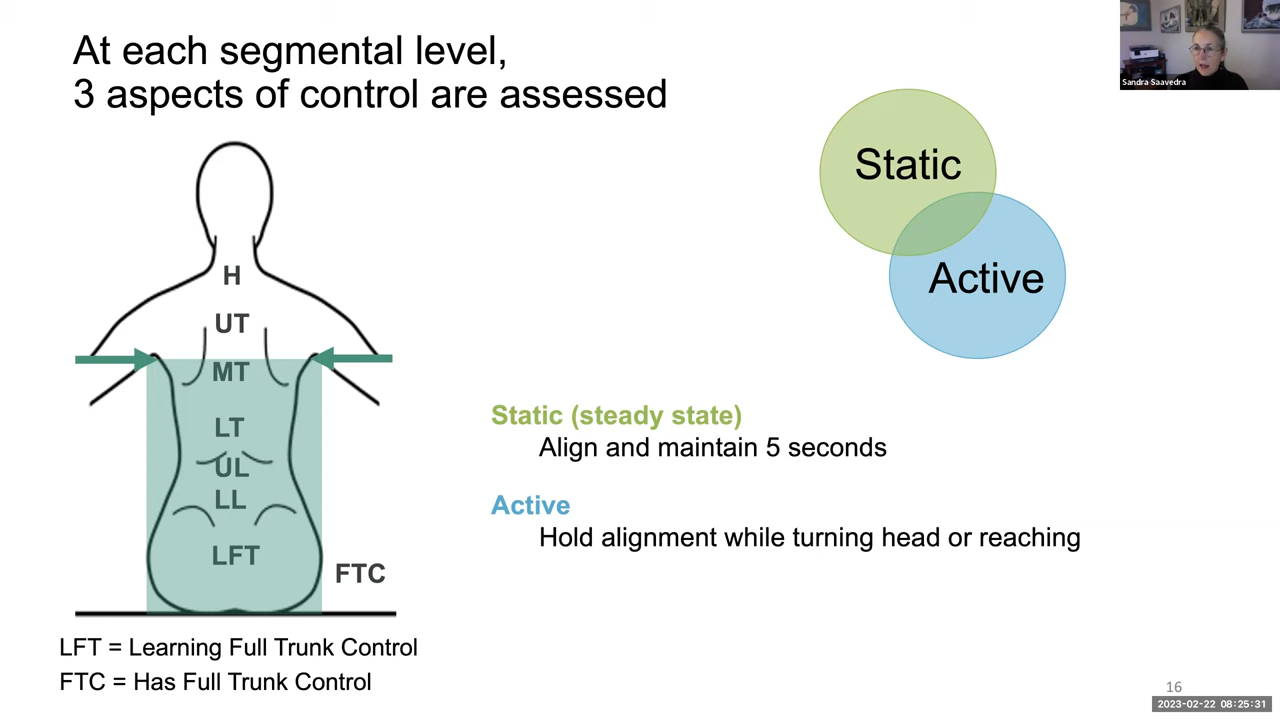 At each segmental level,
3 aspects of control are assessed
Sandra Saavedra
Static
Active
H
UT
MT
LT
UL
LL
LFT
FTC
Static (steady state)
Align and maintain 5 seconds
Active
Hold alignment while turning head or reaching
LFT = Learning Full Trunk Control
FTC = Has Full Trunk Control
16
2023-02-22 08:25:31